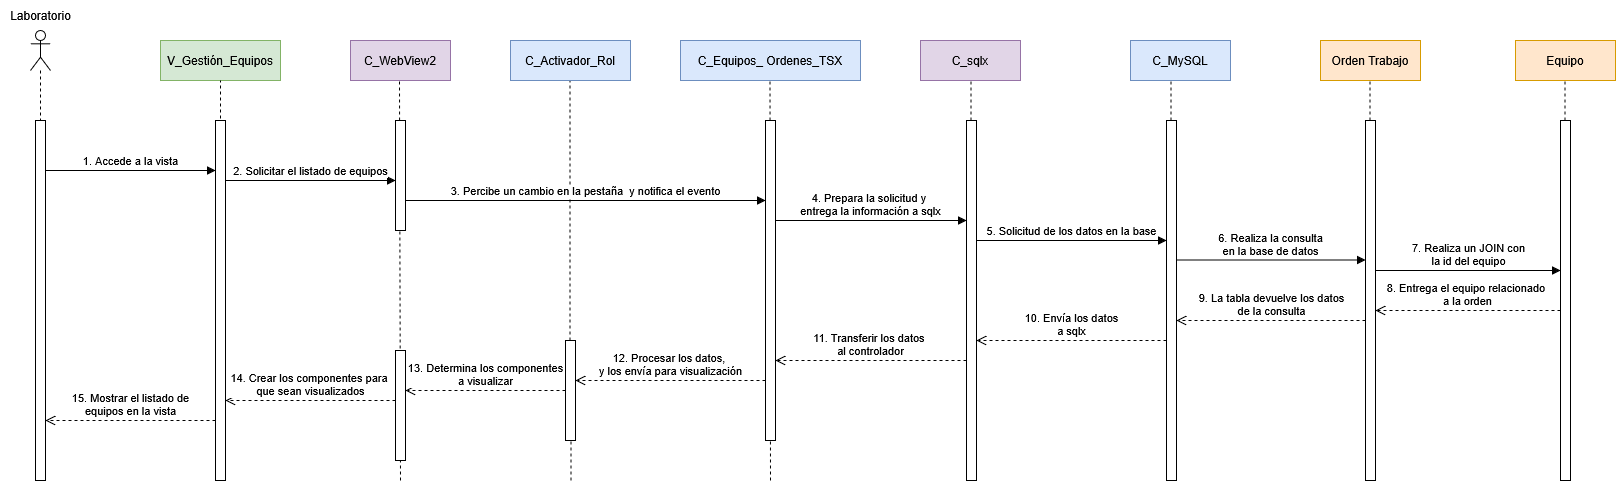 Laboratorio
V_Gestión_Equipos
C_WebView2
C_Activador_Rol
C_Equipos_ Ordenes_TSX
C_sqlx
C_MySQL
Orden Trabajo
Equipo
1. Accede a la vista
2. Solicitar el listado de equipos
3. Percibe un cambio en la pestaña y notifica el evento
4. Prepara la solicitud y
entrega la información a sqlx
5. Solicitud de los datos en la base
6. Realiza la consulta
en la base de datos
7. Realiza un JOIN con
la id del equipo
8. Entrega el equipo relacionado
a la orden
9. La tabla devuelve los datos
de la consulta
10. Envía los datos
a sqlx
11. Transferir los datos
al controlador
12. Procesar los datos,
y los envía para visualización
13. Determina los componentes
a visualizar
14. Crear los componentes para
que sean visualizados
15. Mostrar el listado de
equipos en la vista